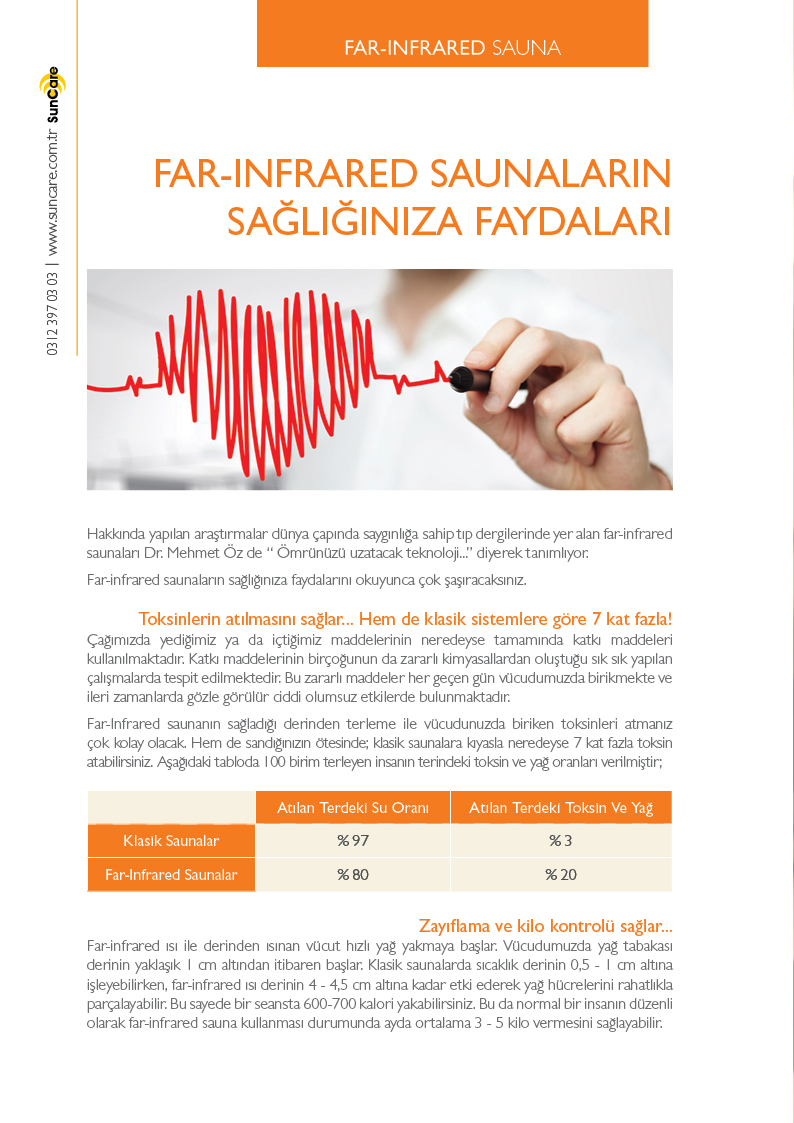 FAR-INFRARED SAUNA
SunCare
0312 397 03 03 | www.suncare.com.tr
FAR-INFRARED SAUNALARIN
SAĞLIĞINIZA FAYDALARI
Hakkında yapılan araştırmalar dünya çapında saygınlığa sahip tıp dergilerinde yer alan far-infrared
saunaları Dr. Mehmet Öz de “ Ömrünüzü uzatacak teknoloji...” diyerek tanımlıyor.
Far-infrared saunaların sağlığınıza faydalarını okuyunca çok şaşıracaksınız.
Toksinlerin atılmasını sağlar... Hem de klasik sistemlere göre 7 kat fazla!
Çağımızda yediğimiz ya da içtiğimiz maddelerinin neredeyse tamamında katkı maddeleri
kullanılmaktadır. Katkı maddelerinin birçoğunun da zararlı kimyasallardan oluştuğu sık sık yapılan
çalışmalarda tespit edilmektedir. Bu zararlı maddeler her geçen gün vücudumuzda birikmekte ve
ileri zamanlarda gözle görülür ciddi olumsuz etkilerde bulunmaktadır.
Far-Infrared saunanın sağladığı derinden terleme ile vücudunuzda biriken toksinleri atmanız
çok kolay olacak. Hem de sandığınızın ötesinde; klasik saunalara kıyasla neredeyse 7 kat fazla toksin
atabilirsiniz. Aşağıdaki tabloda 100 birim terleyen insanın terindeki toksin ve yağ oranları verilmiştir;
Atılan Terdeki Su Oranı Atılan Terdeki Toksin Ve Yağ
Klasik Saunalar % 97 % 3
Far-Infrared Saunalar % 80 % 20
Zayıflama ve kilo kontrolü sağlar...
Far-infrared ısı ile derinden ısınan vücut hızlı yağ yakmaya başlar. Vücudumuzda yağ tabakası
derinin yaklaşık 1 cm altından itibaren başlar. Klasik saunalarda sıcaklık derinin 0,5 - 1 cm altına
işleyebilirken, far-infrared ısı derinin 4 - 4,5 cm altına kadar etki ederek yağ hücrelerini rahatlıkla
parçalayabilir. Bu sayede bir seansta 600-700 kalori yakabilirsiniz. Bu da normal bir insanın düzenli
olarak far-infrared sauna kullanması durumunda ayda ortalama 3 - 5 kilo vermesini sağlayabilir.